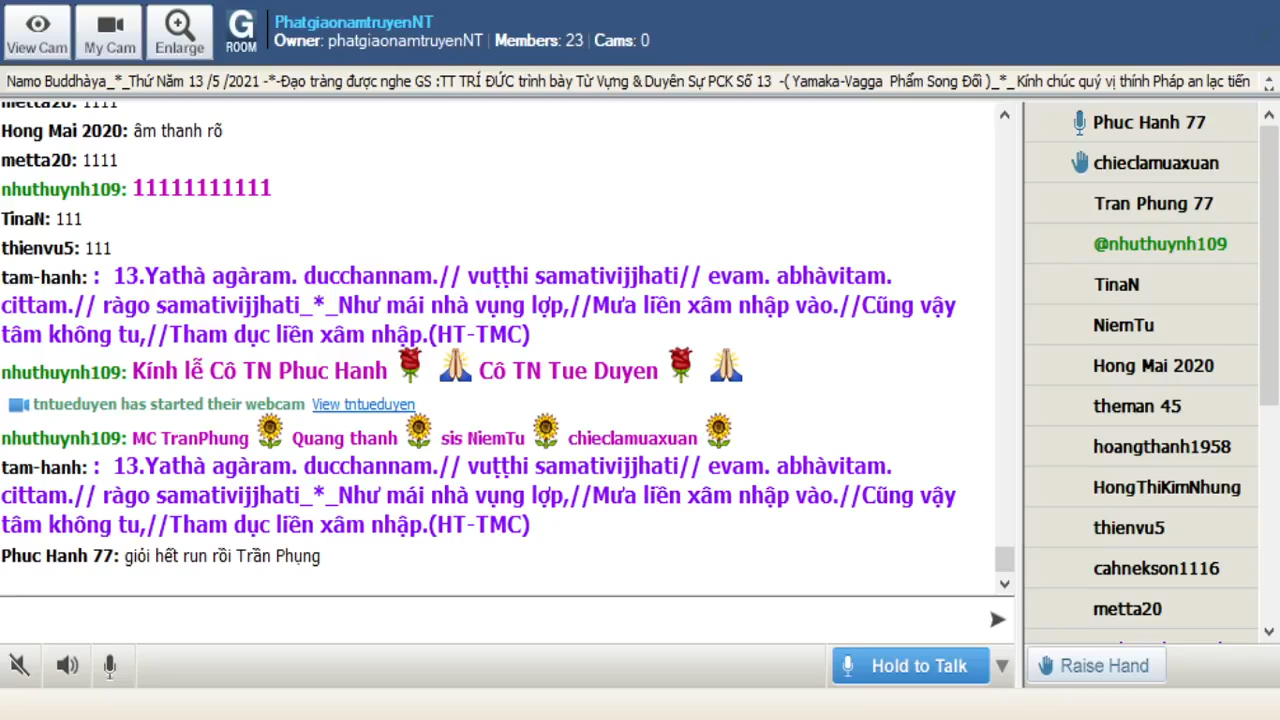 View Cam
My Cam
Enlarge
G
ROOM
PhatgiaonamtruyenNT
Owner: phatgiaonamtruyenNT | Members: 23 | Cams: 0
Namo Buddhàya_*_Thứ Năm 13 /5 /2021 -*-Đạo tràng được nghe GS :TT TRÍ ĐỨC trình bày Từ Vựng & Duyên Sự PCK Số 13 -( Yamaka-Vagga Phẩm Song Đối )_*_ Kính chúc quý vị thính Pháp an lạc tiến
metta20: 1111
Hong Mai 2020: âm thanh rõ
metta20: 1111
nhuthuynh109: 11111111111
TinaN: 111
thienvu5: 111
tam-hanh: : 13.Yathà agàram. ducchannam.// vuṭṭhi samativijjhati// evam. abhàvitam.
cittam.// ràgo samativijjhati_*_Như mái nhà vụng lợp,//Mưa liền xâm nhập vào.//Cũng vậy
tâm không tu,//Tham dục liền xâm nhập.(HT-TMC)
nhuthuynh109: Kính lễ Cô TN Phuc Hanh 🌹 🙏 Cô TN Tue Duyen 🌹 🙏
tntueduyen has started their webcam View tntueduyen
nhuthuynh109: MC TranPhung 🌻 Quang thanh 🌻 sis NiemTu 🌻 chieclamuaxuan 🌻
tam-hanh: : 13.Yathà agàram. ducchannam.// vuṭṭhi samativijjhati// evam. abhàvitam.
cittam.// ràgo samativijjhati_*_Như mái nhà vụng lợp,//Mưa liền xâm nhập vào.//Cũng vậy
tâm không tu,//Tham dục liền xâm nhập.(HT-TMC)
Phuc Hanh 77: giỏi hết run rồi Trần Phụng
Phuc Hanh 77
chieclamuaxuan
Tran Phung 77
@nhuthuynh109
TinaN
NiemTu
Hong Mai 2020
theman 45
hoangthanh1958
HongThiKimNhung
thienvu5
cahnekson1116
metta20
Hold to Talk
Raise Hand